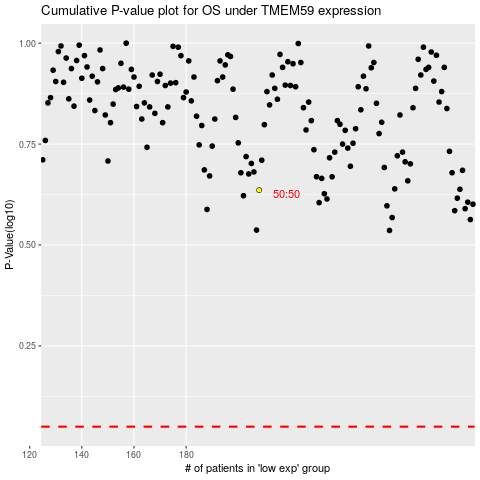 Cumulative P-value plot for OS under TMEM59 expression
P-Value(log10)
1.00
0.75
0.50
0.25
50:50
120 140 160 180
# of patients in 'low exp' group